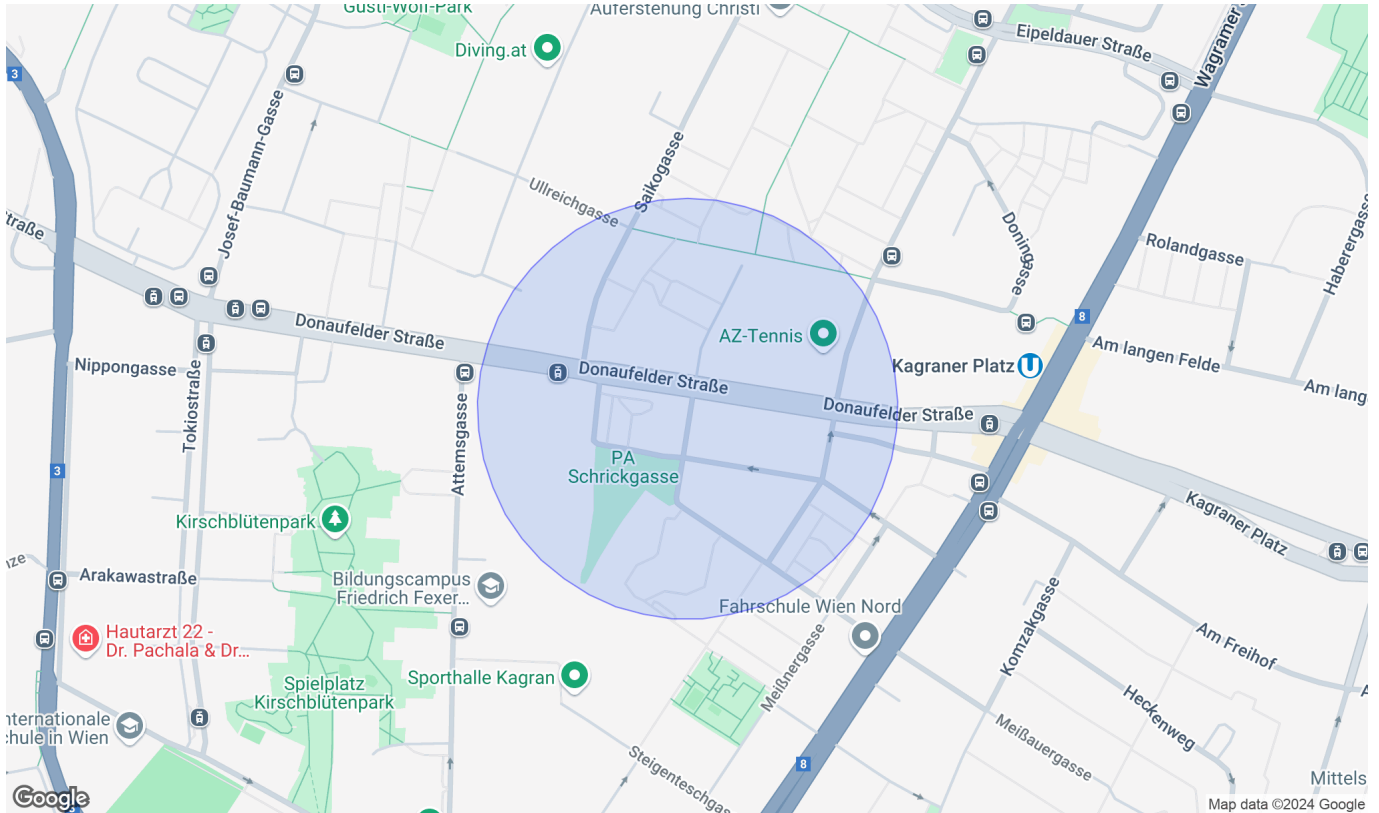 Gusti-Wolf-Park
Auferstehung Christi
Diving.at
Eipeldauer Straße
Wagramer
3
Josef-Baumann-Gasse
Saikogasse
Ullreichgasse
Doningasse
Rolandgasse
Haberergasse
straße
8
Donaufelder Straße
AZ-Tennis
Kagraner Platz
U
Am langen Felde
Nippongasse
Tokiostraße
Attemsgasse
Donaufelder Straße
Donaufelder Straße
Am lang
3
PA
Schrickgasse
Kirschblütenpark
Kagraner Platz
Arakawastraße
Bildungscampus
Friedrich Fexer...
Fahrschule Wien Nord
Hautarzt 22 -
Dr. Pachala & Dr...
Komzakgasse
Am Freihof
Sporthalle Kagran
Spielplatz
Kirschblütenpark
Meißnergasse
Heckenweg
nternationale
chule in Wien
Meißauergasse
Steigenteschga
8
Mittels
Google
Map data ©2024 Google